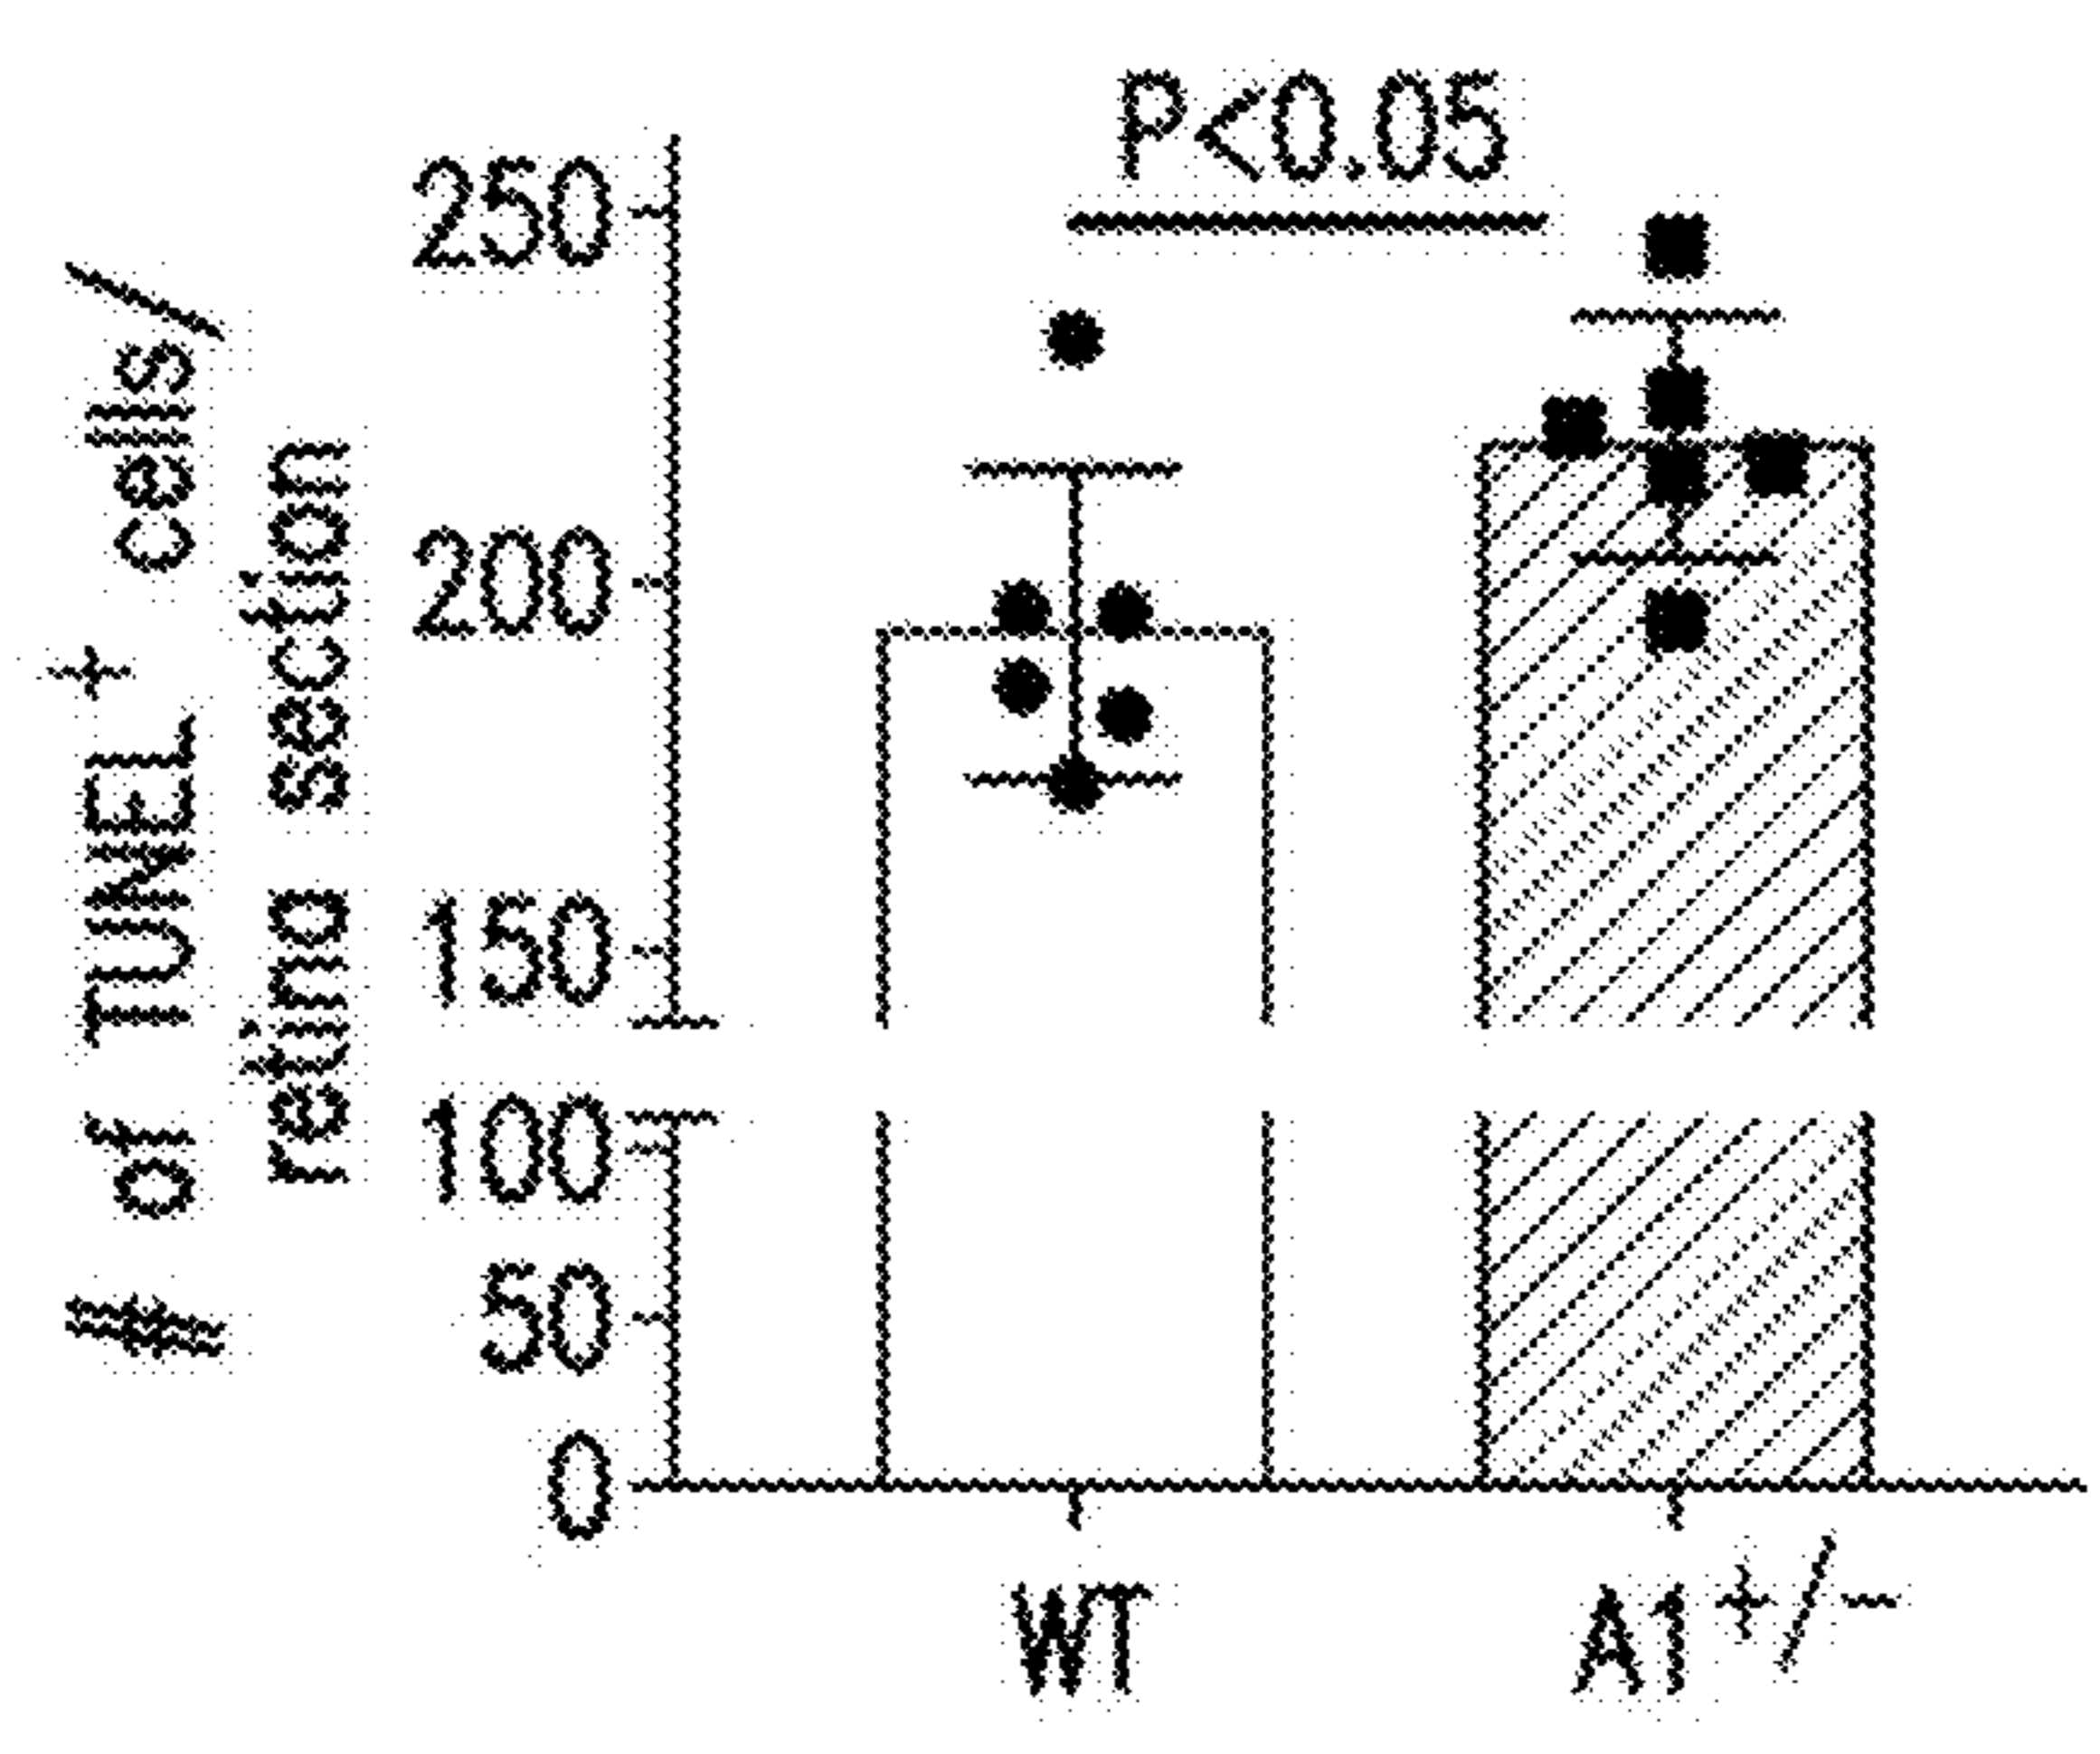 P<0.05
# of TUNEL+ cells/
retina section
250
200
150
100
50
0
WT
A1+/-